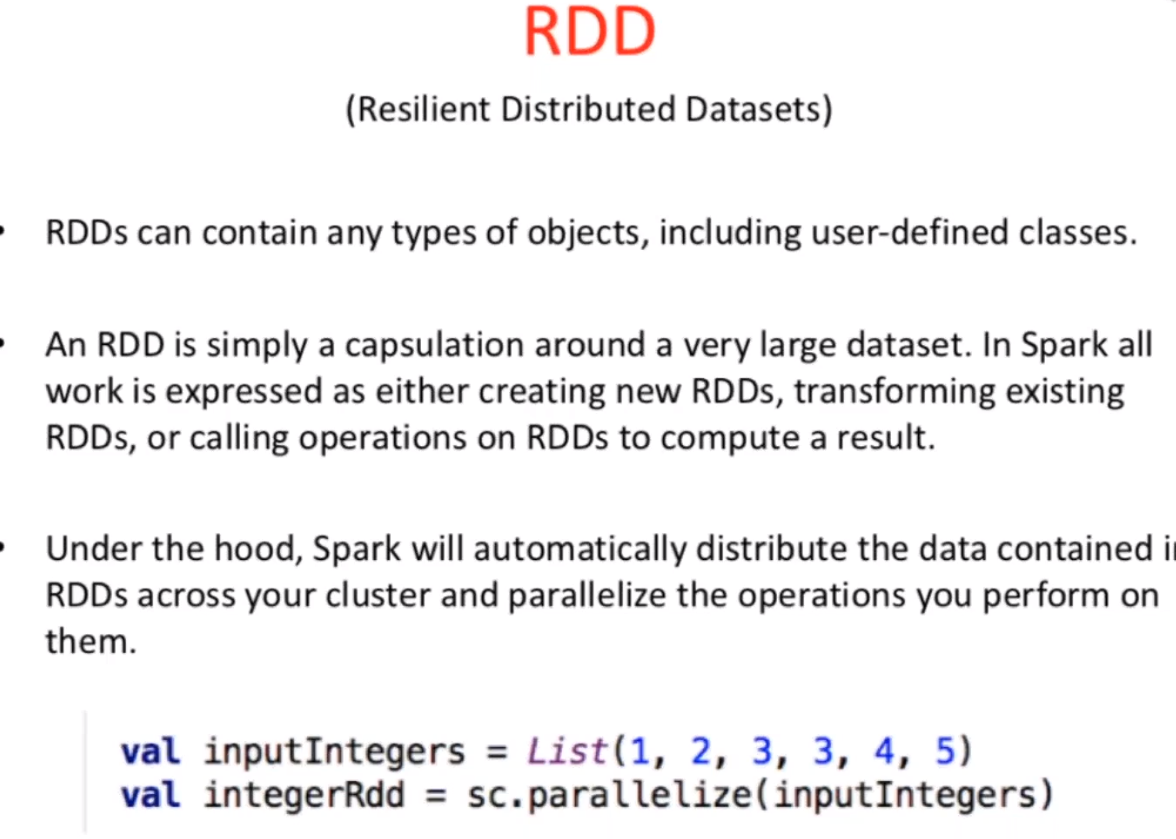 RDD
(Resilient Distributed Datasets)
• RDDs can contain any types of objects, including user-defined classes.
• An RDD is simply a capsulation around a very large dataset. In Spark all
work is expressed as either creating new RDDs, transforming existing
RDDs, or calling operations on RDDs to compute a result.
• Under the hood, Spark will automatically distribute the data contained
RDDs across your cluster and parallelize the operations you perform on
them.
val inputIntegers = List(1, 2, 3, 3, 4, 5)
val integerRdd = sc.parallelize(inputIntegers)